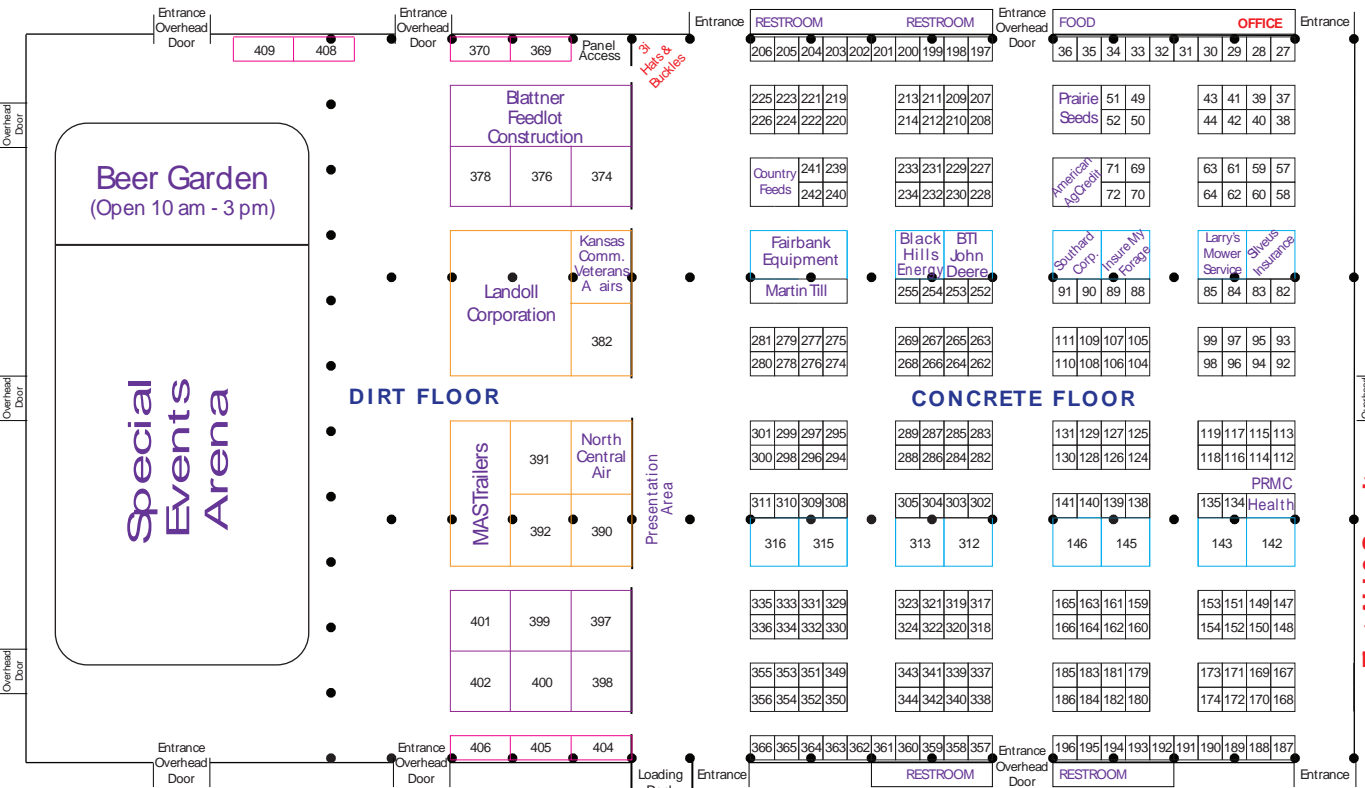 Entrance
Overhead
Door
Entrance
Overhead
Door
Entrance
RESTROOM RESTROOM
Entrance
Overhead
Door
FOOD OFFICE
Entrance
409 408
370 369
Panel
Access
3i
Hats &
Buckles
206 205 204 203 202 201 200 199 198 197
36 35 34 33 32 31 30 29 28 27
Overhead
Door
Blattner
Feedlot
Construction
378 376 374
225 223 221 219
226 224 222 220
213 211 209 207
214 212 210 208
Prairie
Seeds
51 49
52 50
43 41 39 37
44 42 40 38
Beer Garden
(Open 10 am - 3 pm)
Country
Feeds
241 239
242 240
233 231 229 227
234 232 230 228
American
AgCredit
71 69
72 70
63 61 59 57
64 62 60 58
Landoll
Corporation
Kansas
Comm.
Veterans
A airs
382
Fairbank
Equipment
Martin Till
Black
Hills
Energy
BTI
John
Deere
255 254 253 252
Southard
Corp.
Insure My
Forage
91 90 89 88
Larry's
Mower
Service
Siveus
Insurance
85 84 83 82
281 279 277 275
280 278 276 274
269 267 265 263
268 266 264 262
111 109 107 105
110 108 106 104
99 97 95 93
98 96 94 92
Overhead
Door
Special
Events
Arena
DIRT FLOOR
CONCRETE FLOOR
MASTrailers
391
North
Central
Air
392 390
Presentation
Area
301 299 297 295
300 298 296 294
289 287 285 283
288 286 284 282
131 129 127 125
130 128 126 124
119 117 115 113
118 116 114 112
311 310 309 308
305 304 303 302
141 140 139 138
135 134
PRMC
Health
316 315
313 312
146 145
143 142
401 399 397
402 400 398
335 333 331 329
336 334 332 330
323 321 319 317
324 322 320 318
165 163 161 159
166 164 162 160
153 151 149 147
154 152 150 148
Overhead
Door
355 353 351 349
356 354 352 350
343 341 339 337
344 342 340 338
185 183 181 179
186 184 182 180
173 171 169 167
174 172 170 168
Entrance
Overhead
Door
Entrance
Overhead
Door
406 405 404
Loading
Entrance
366 365 364 363 362 361 360 359 358 357
RESTROOM
Entrance
Overhead
Door
196 195 194 193 192 191 190 189 188 187
RESTROOM
Entrance